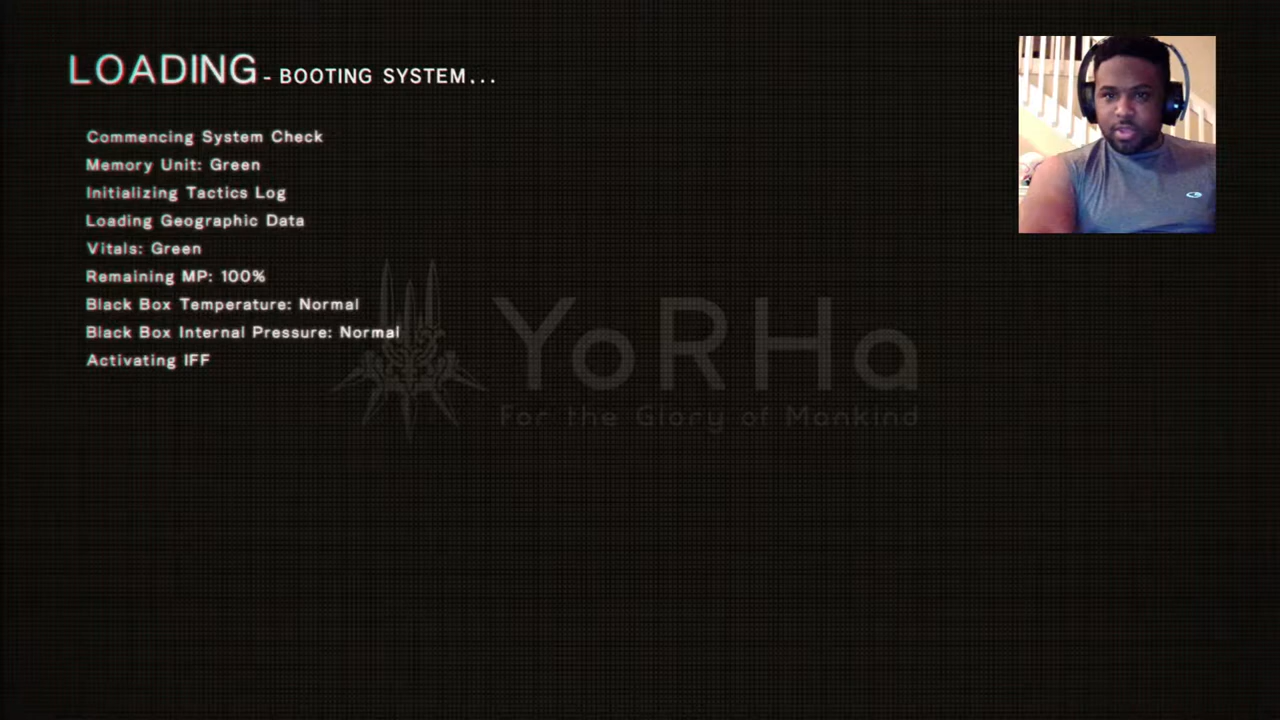 LOADING - BOOTING SYSTEM...
Commencing System Check
Memory Unit: Green
Initializing Tactics Log
Loading Geographic Data
Vitals: Green
Remaining MP: 100%
Black Box Temperature: Normal
Black Box Internal Pressure: Normal
Activating IFF
YoRHa
For the Glory of Mankind